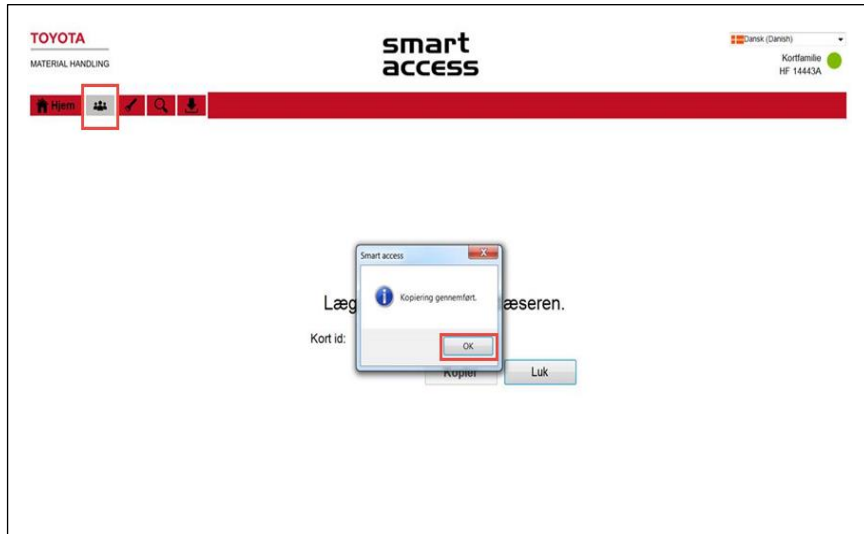 TOYOTA
MATERIAL HANDLING
smart
access
Dansk (Danish)
Kortfamilie
HF 14443A
Hjem
Smart access
Kopiering gennemført.
Læg
æseren.
Kort id:
OK
Kopier
Luk